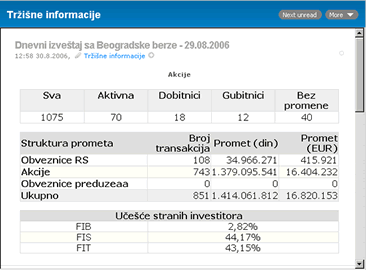 Tržišne informacije
Next unread More
Dnevni izveštaj sa Beogradske berze - 29.08.2006
12:58 30.8.2006, Tržišne informacije
Akcije
Sva Aktivna Dobitnici Gubitnici Bez promene
1075 70 18 12 40
Struktura prometa Broj transakcija Promet (din) Promet (EUR)
Obveznice RS 108 34.966.271 415.921
Akcije 743 1.379.095.541 16.404.232
Obveznice preduzeaa 0 0 0
Ukupno 851 1.414.061.812 16.820.153
Učešće stranih investitora
FIB 2,82%
FIS 44,17%
FIT 43,15%